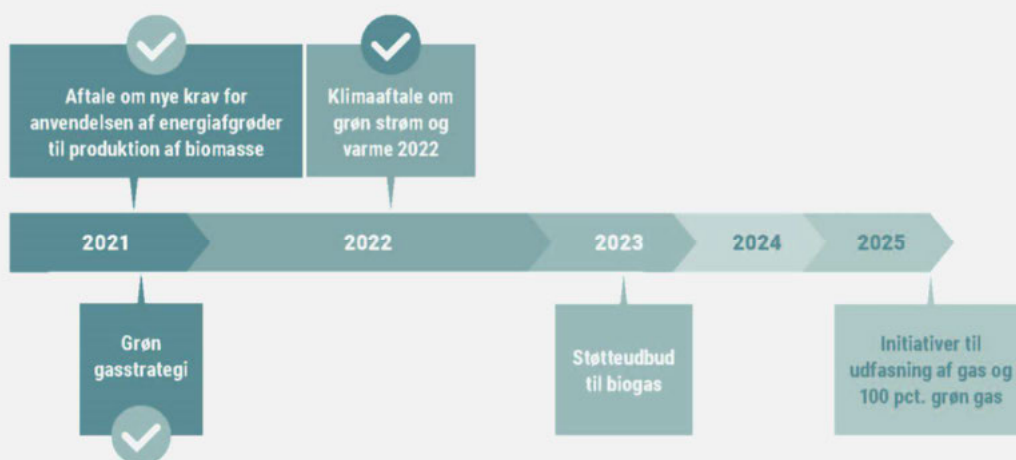 Aftale om nye krav for
anvendelsen af energiafgrøder
til produktion af biomasse
Klimaaftale om
grøn strøm og
varme 2022
2021
2022
2023
2024
2025
Grøn
gasstrategi
Støtteudbud
til biogas
Initiativer til
udfasning af gas og
100 pct. grøn gas